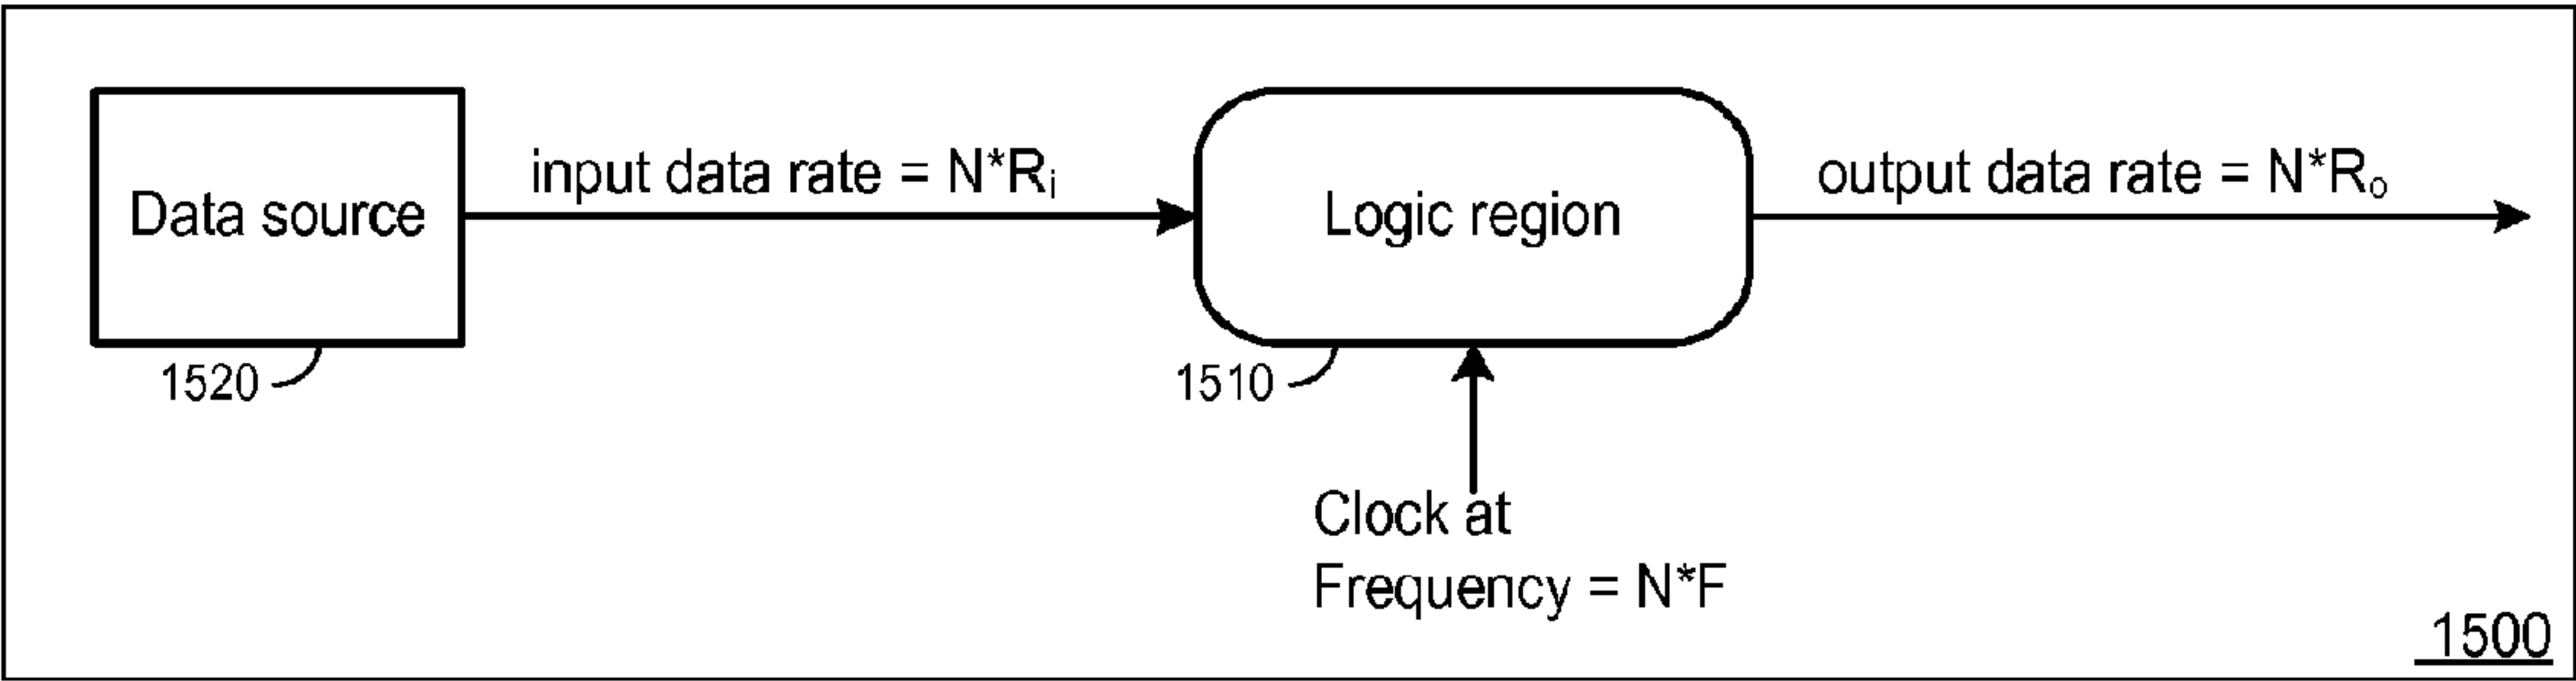 Data source
input data rate = N*Rᵢ
Logic region
output data rate = N*Rₒ
1520
1510
Clock at
Frequency = N*F
1500